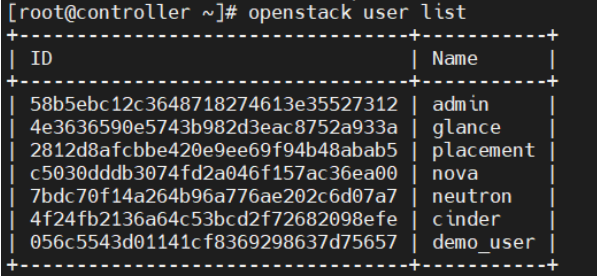 [root@controller ~]# openstack user list
+----------------------------------+-----------+
| ID                               | Name      |
+----------------------------------+-----------+
| 58b5ebc12c3648718274613e35527312 | admin     |
| 4e3636590e5743b982d3eac8752a933a | glance    |
| 2812d8afcbbe420e9ee69f94b48abab5 | placement |
| c5030dddb3074fd2a046f157ac36ea00 | nova      |
| 7bdc70f14a264b96a776ae202c6d07a7 | neutron   |
| 4f24fb2136a64c53bcd2f72682098efe | cinder    |
| 056c5543d01141cf8369298637d75657 | demo_user |
+----------------------------------+-----------+